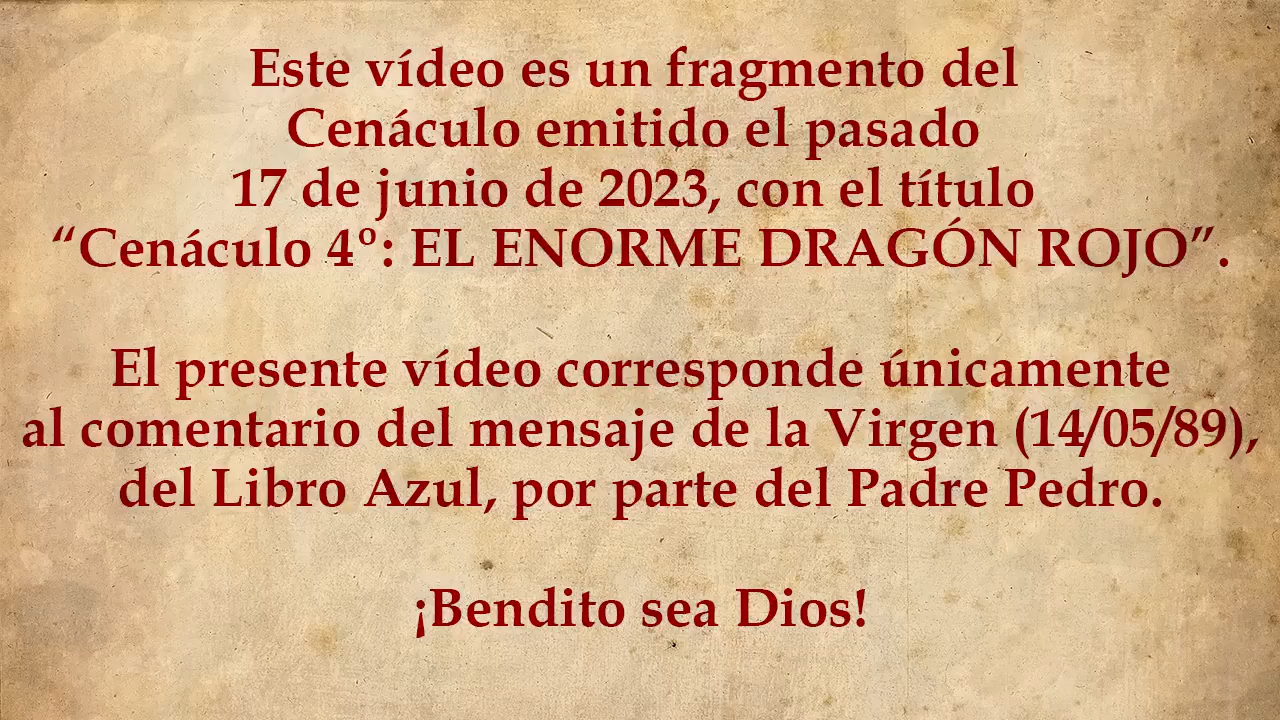 Este vídeo es un fragmento del
Cenáculo emitido el pasado
17 de junio de 2023, con el título
“Cenáculo 4º: EL ENORME DRAGÓN ROJO”.
El presente vídeo corresponde únicamente
al comentario del mensaje de la Virgen (14/05/89),
del Libro Azul, por parte del Padre Pedro.
¡Bendito sea Dios!